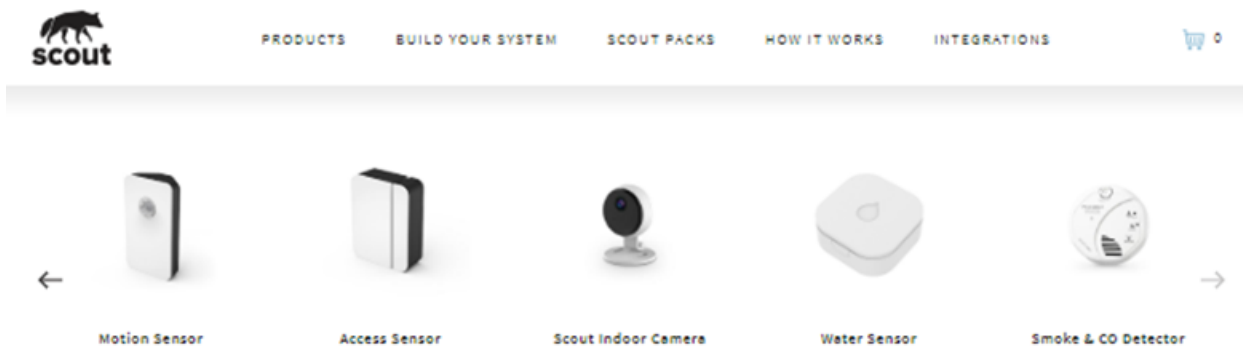 scout
PRODUCTS
BUILD YOUR SYSTEM
SCOUT PACKS
HOW IT WORKS
INTEGRATIONS
0
Motion Sensor
Access Sensor
Scout Indoor Camera
Water Sensor
Smoke & CO Detector